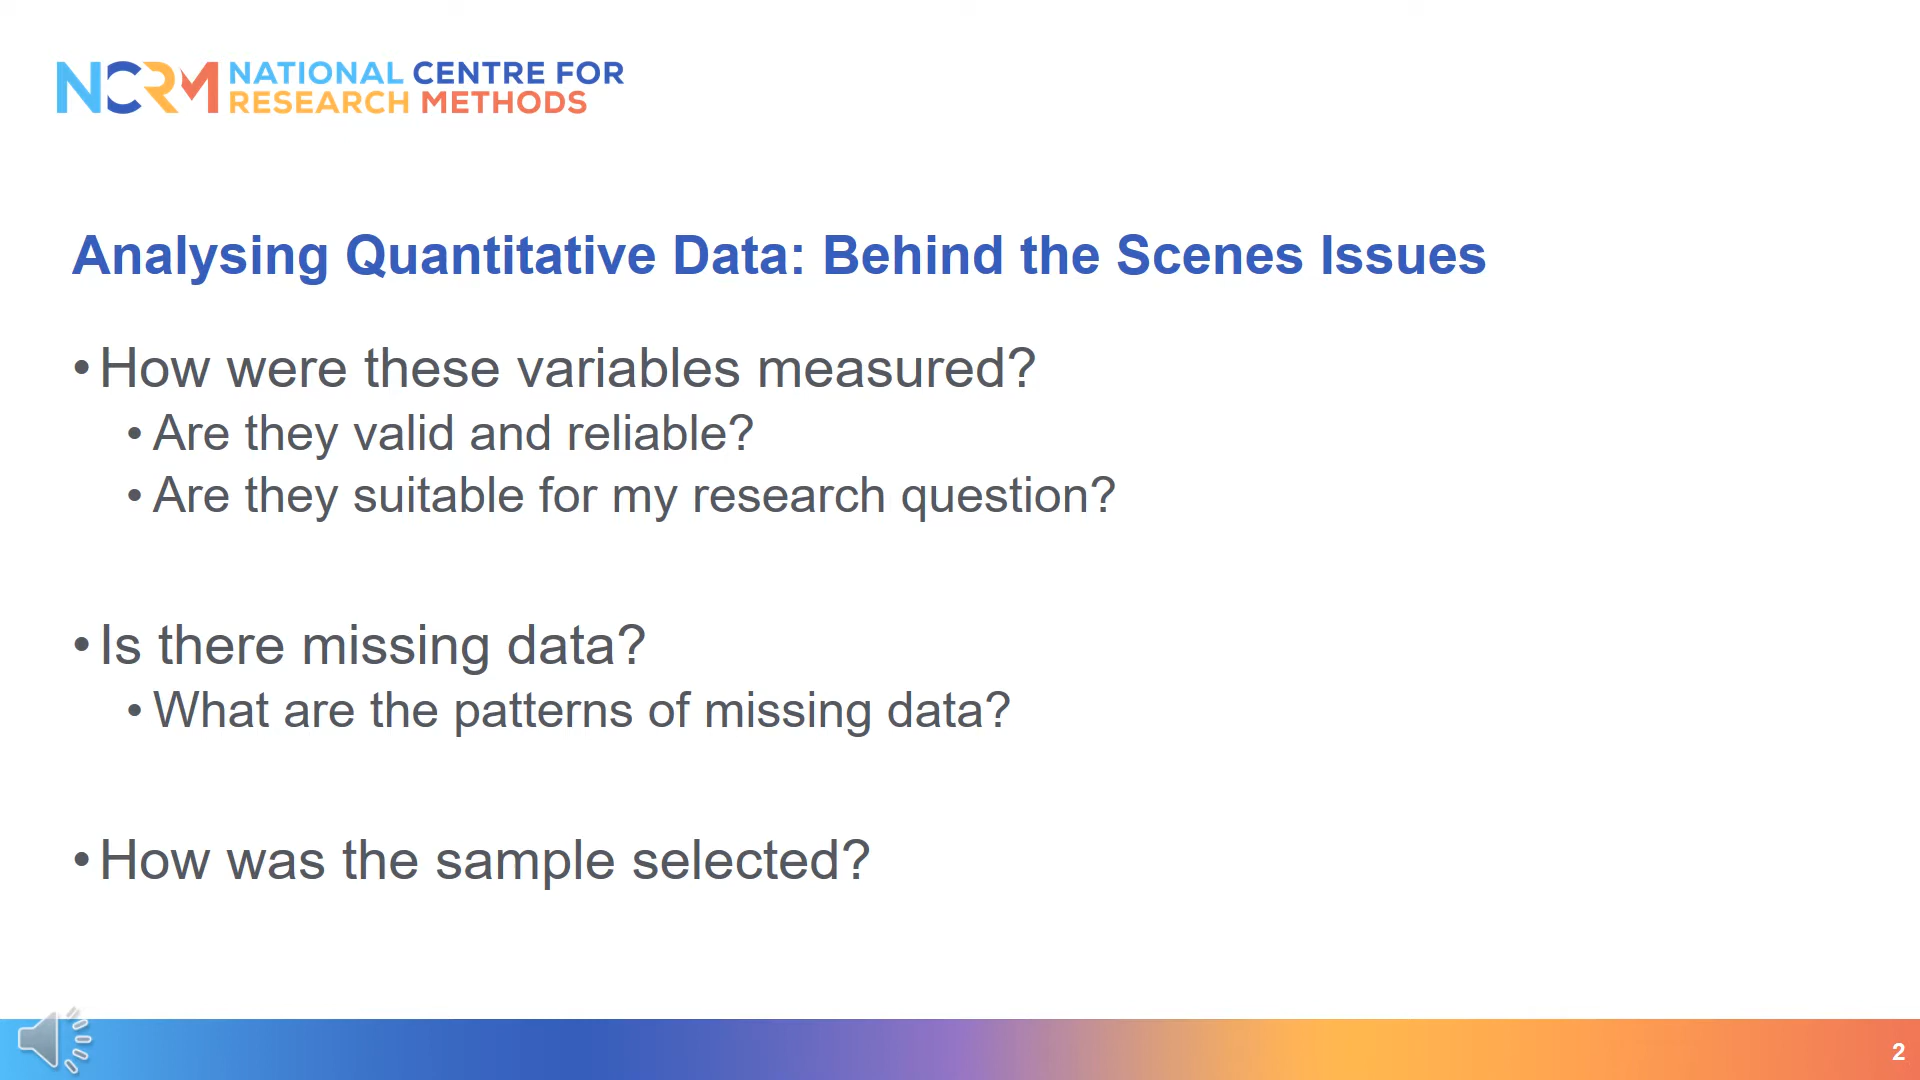 NCRM NATIONAL CENTRE FOR
RESEARCH METHODS
Analysing Quantitative Data: Behind the Scenes Issues
• How were these variables measured?
• Are they valid and reliable?
• Are they suitable for my research question?
• Is there missing data?
• What are the patterns of missing data?
• How was the sample selected?
2